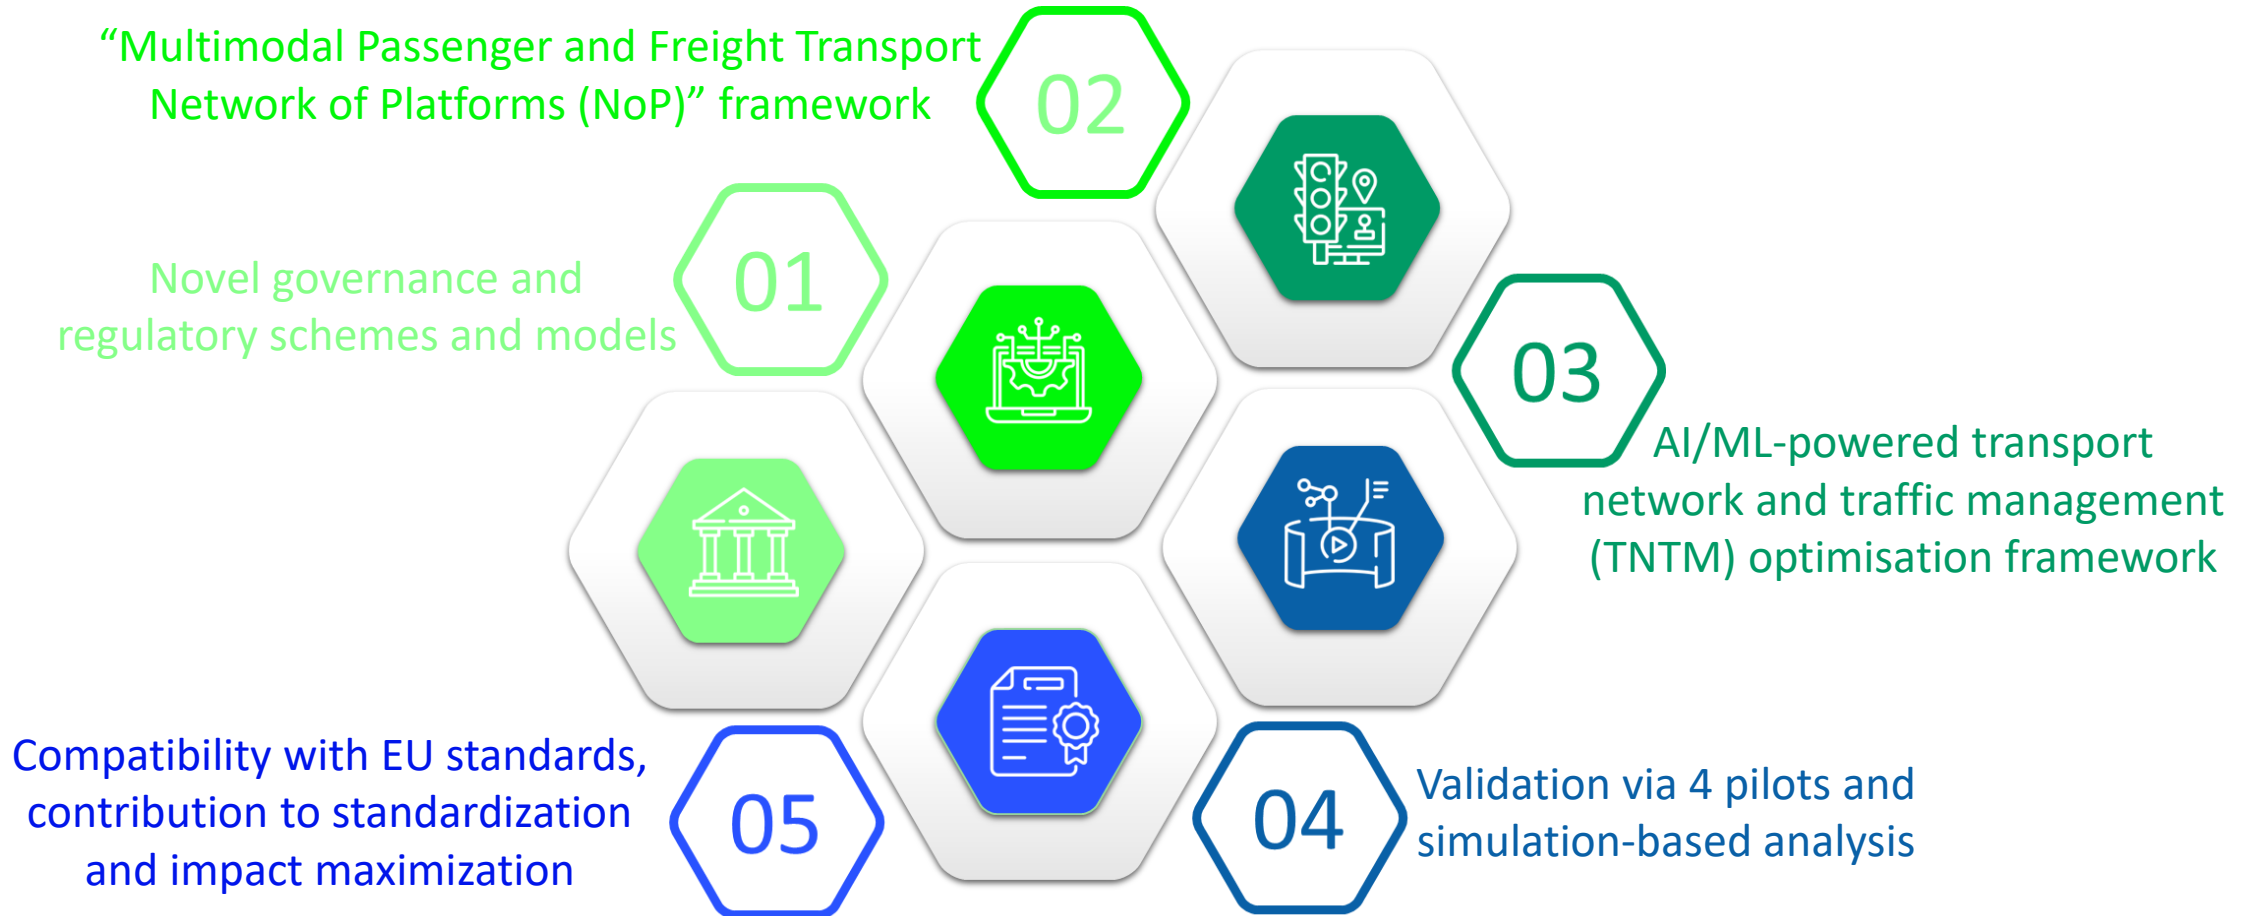 “Multimodal Passenger and Freight Transport
Network of Platforms (NoP)” framework
02
Novel governance and
regulatory schemes and models
01
03
AI/ML-powered transport
network and traffic management
(TNTM) optimisation framework
Compatibility with EU standards,
contribution to standardization
and impact maximization
05
04
Validation via 4 pilots and
simulation-based analysis